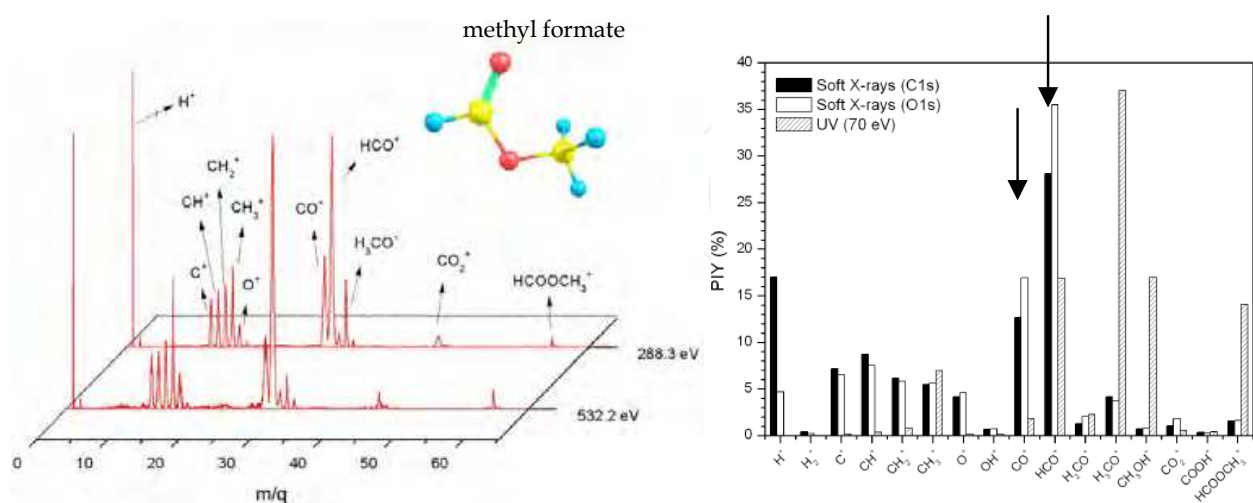 methyl formate
H⁺
HCO⁺
CH₂⁺
CH⁺
CH₃⁺
CO⁺
H₃CO⁺
C⁺
O⁺
CO₂⁺
HCOOCH₃⁺
288.3 eV
532.2 eV
0 10 20 30 40 50 60
m/q
40
35
30
25
20
15
10
5
0
PIY (%)
Soft X-rays (C1s)
Soft X-rays (O1s)
UV (70 eV)
H⁺ H₂⁺ C⁺ CH⁺ CH₂⁺ CH₃⁺ O⁺ OH⁺ CO⁺ HCO⁺ H₂CO⁺ H₃CO⁺ CH₃OH⁺ CO₂⁺ COOH⁺ HCOOCH₃⁺